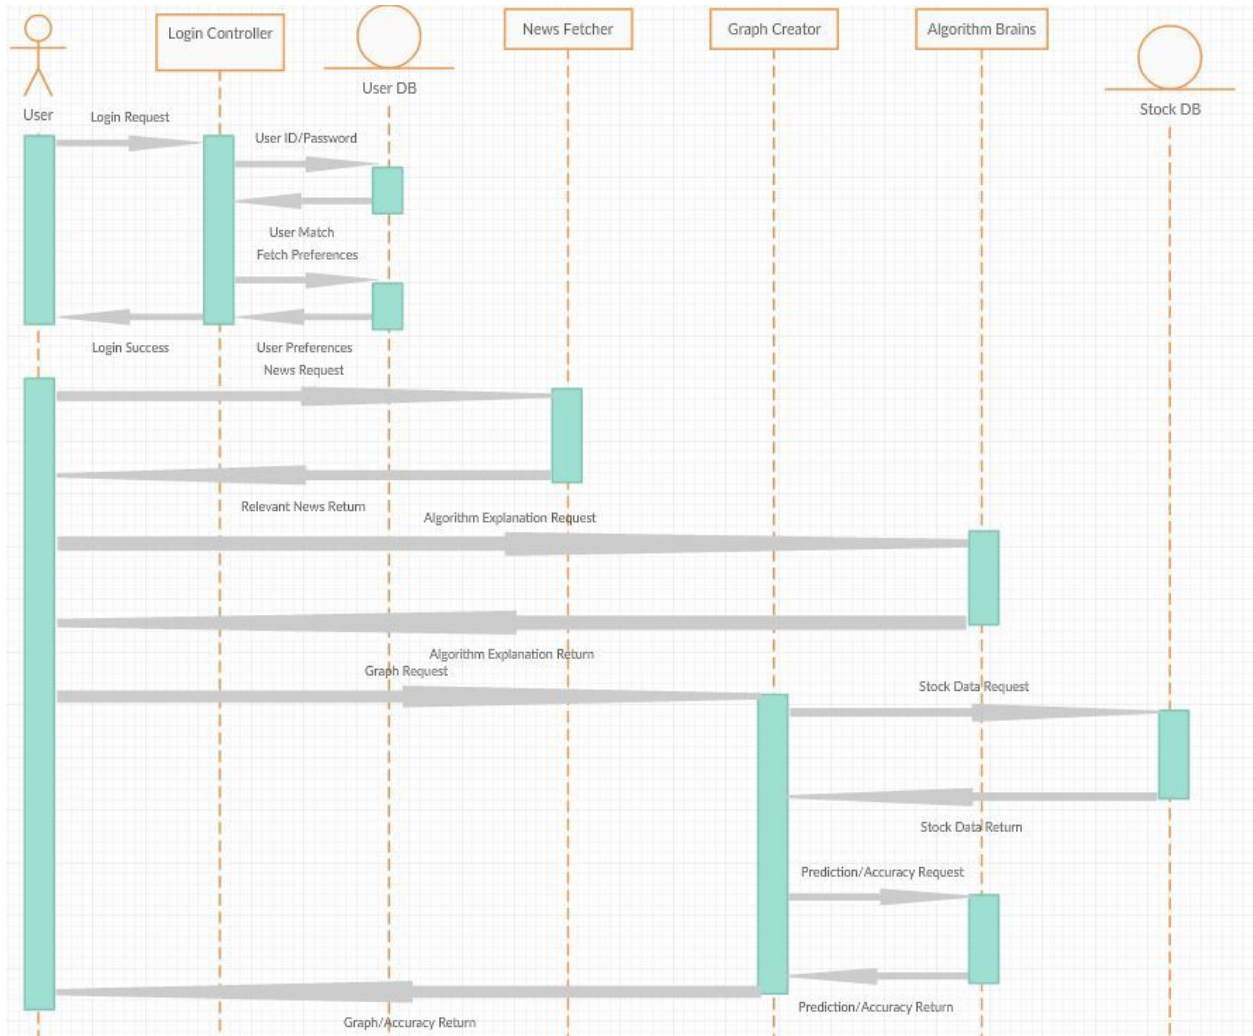 Login Controller
News Fetcher
Graph Creator
Algorithm Brains
User DB
Stock DB
User
Login Request
User ID/Password
User Match
Fetch Preferences
Login Success
User Preferences
News Request
Relevant News Return
Algorithm Explanation Request
Algorithm Explanation Return
Graph Request
Stock Data Request
Stock Data Return
Prediction/Accuracy Request
Prediction/Accuracy Return
Graph/Accuracy Return